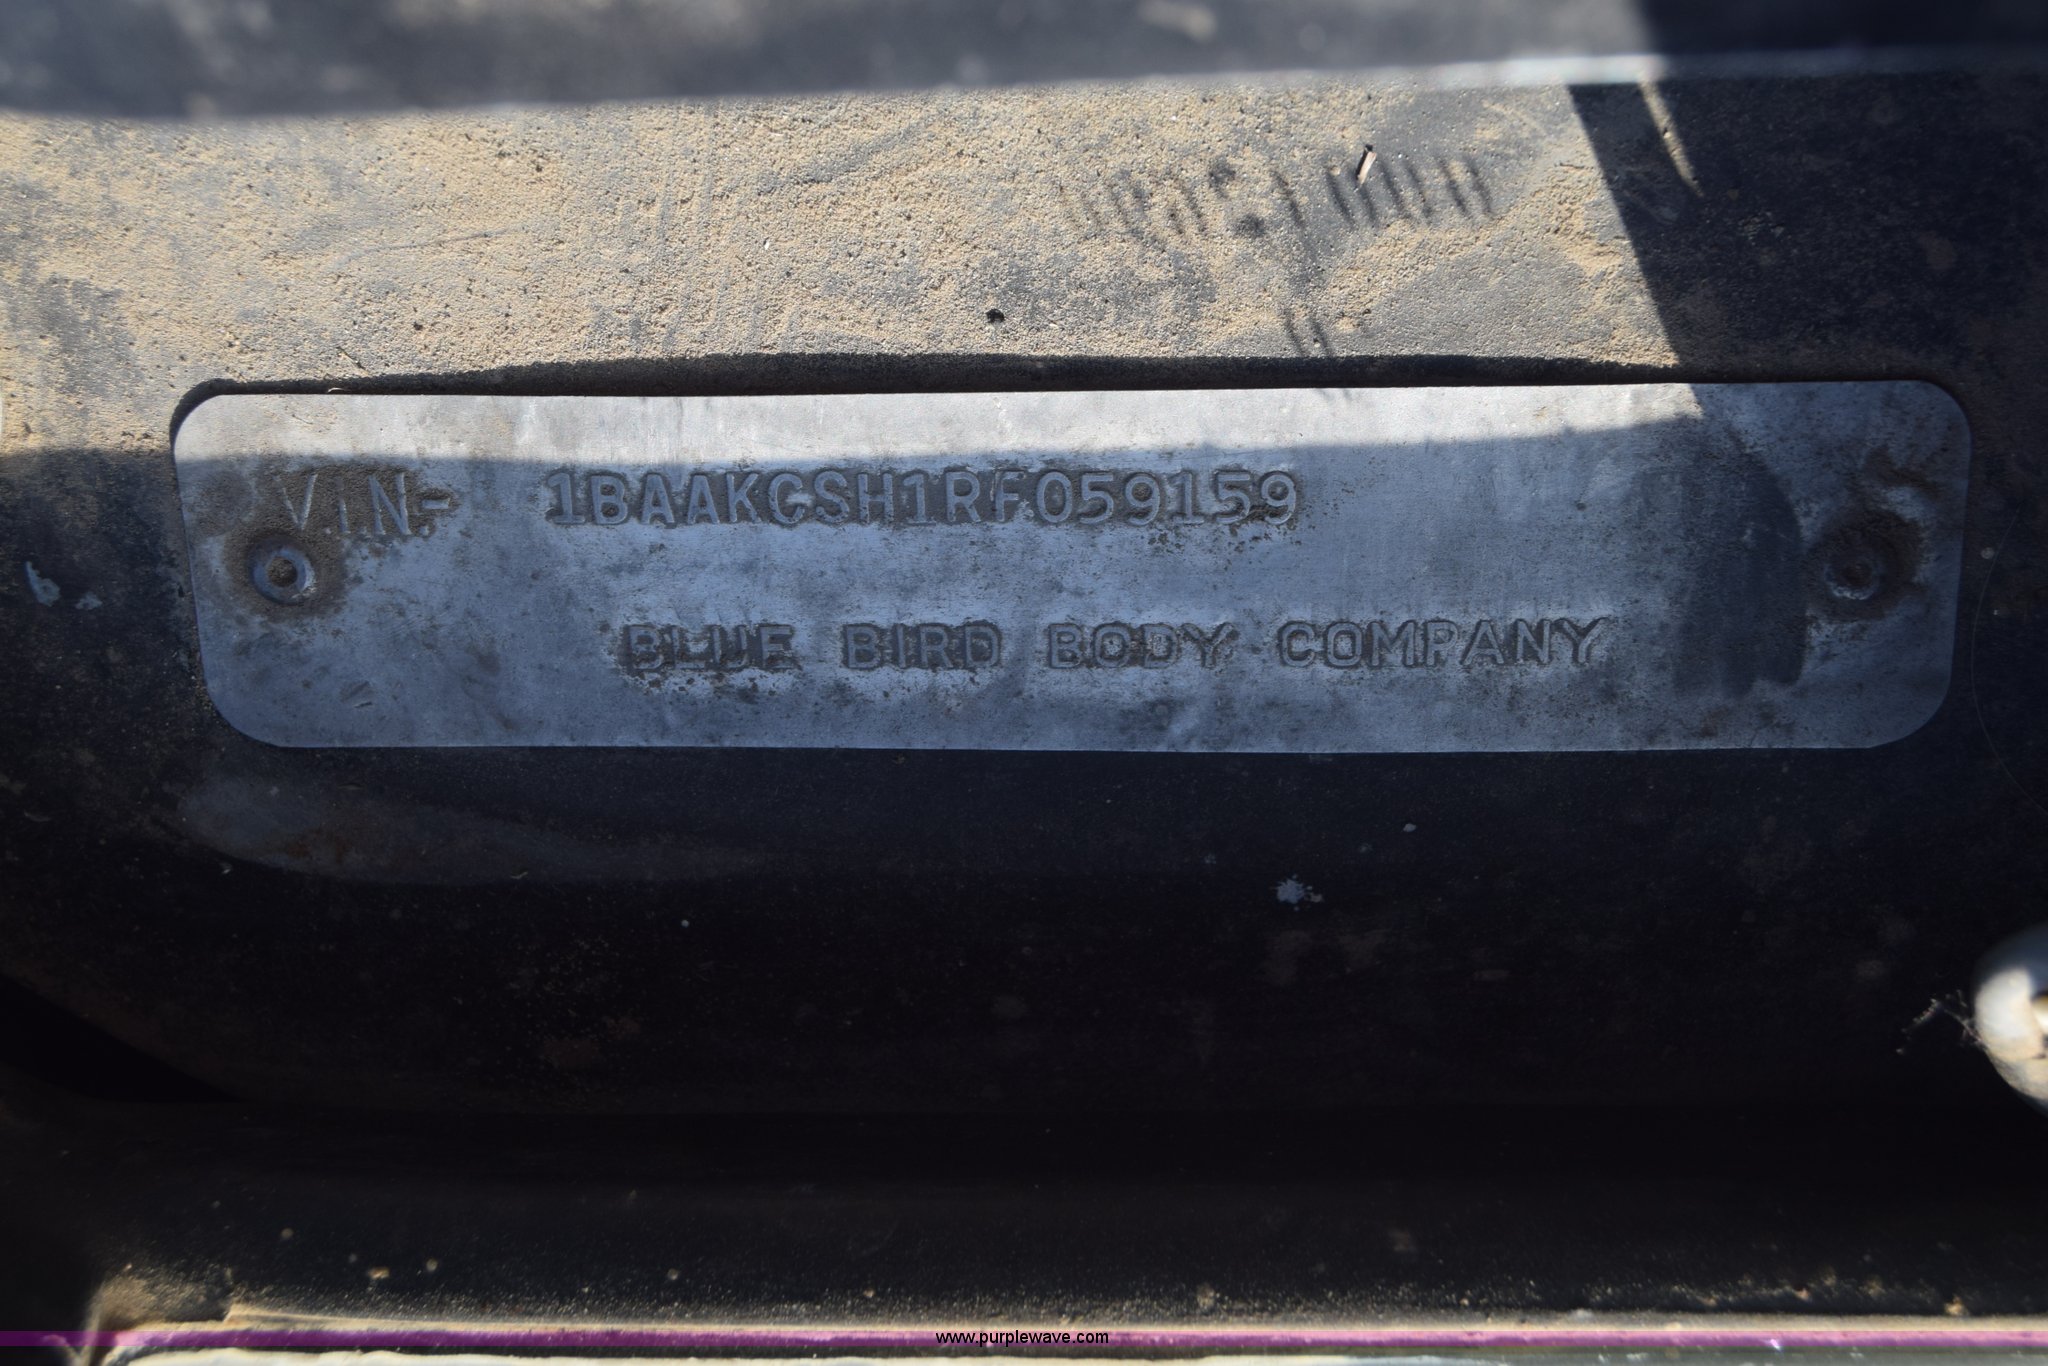 V.I.N.- 1BAAKCSH1RF059159
BLUE BIRD BODY COMPANY
www.purplewave.com